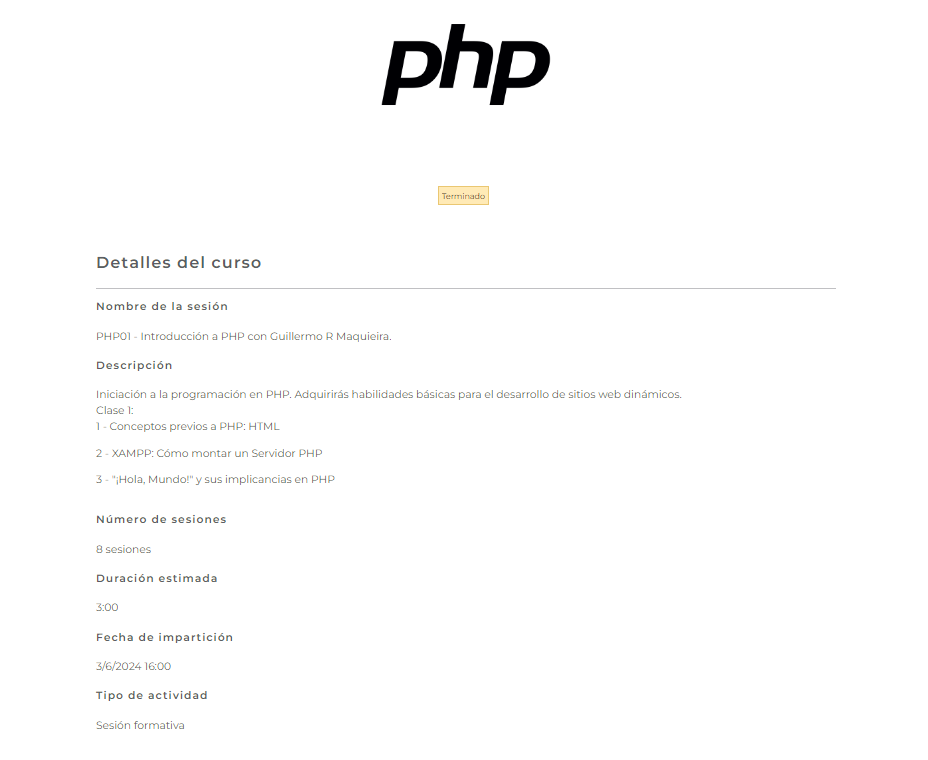 php
Terminado
Detalles del curso
Nombre de la sesión
PHP01 - Introducción a PHP con Guillermo R Maquieira.
Descripción
Iniciación a la programación en PHP. Adquirirás habilidades básicas para el desarrollo de sitios web dinámicos.
Clase 1:
1 - Conceptos previos a PHP: HTML
2 - XAMPP: Cómo montar un Servidor PHP
3 - "¡Hola, Mundo!" y sus implicancias en PHP
Número de sesiones
8 sesiones
Duración estimada
3:00
Fecha de impartición
3/6/2024 16:00
Tipo de actividad
Sesión formativa